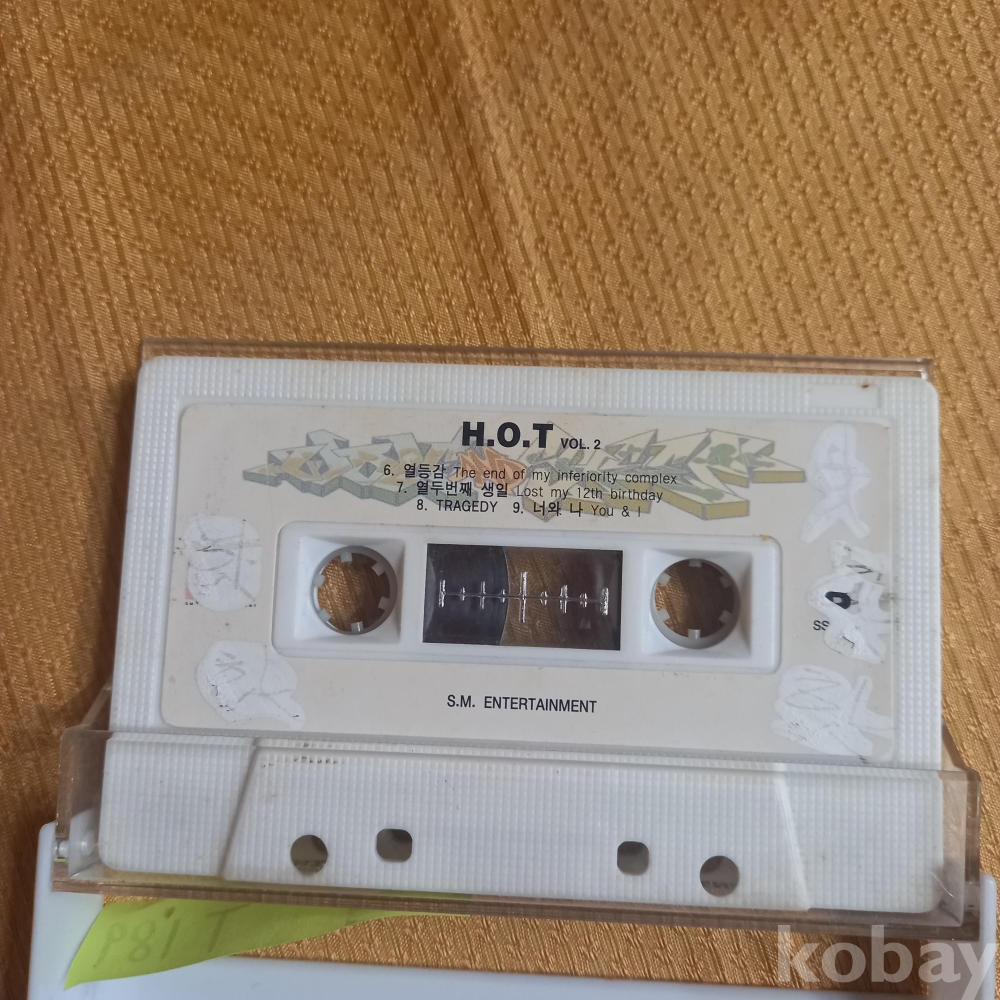 H.O.T VOL. 2
6. 열등감 The end of my inferiority complex
7. 열두번째 생일 Lost my 12th birthday
8. TRAGEDY 9. 너와 나 You & I
SS
S.M. ENTERTAINMENT
kobay